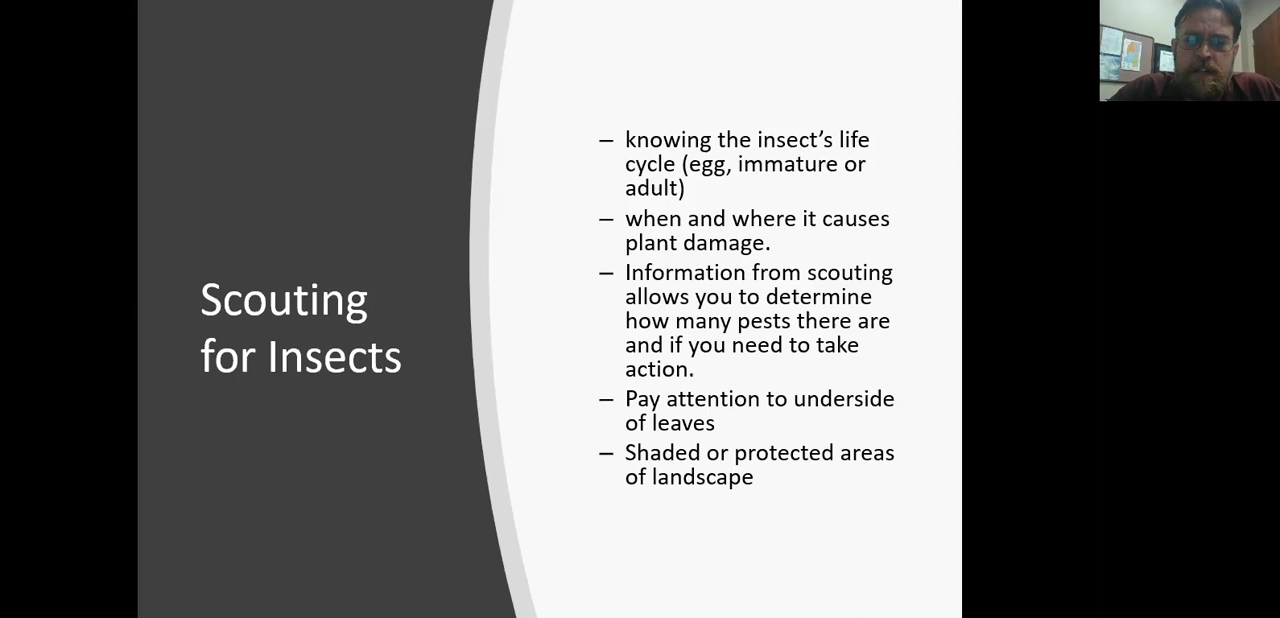 Scouting
for Insects
– knowing the insect’s life
cycle (egg, immature or
adult)
– when and where it causes
plant damage.
– Information from scouting
allows you to determine
how many pests there are
and if you need to take
action.
– Pay attention to underside
of leaves
– Shaded or protected areas
of landscape